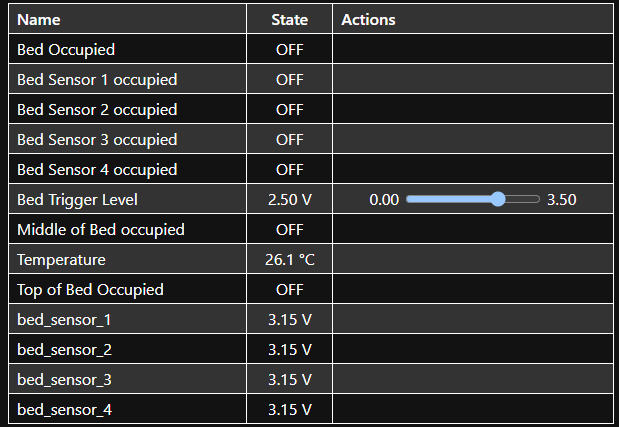 Name State Actions
Bed Occupied OFF
Bed Sensor 1 occupied OFF
Bed Sensor 2 occupied OFF
Bed Sensor 3 occupied OFF
Bed Sensor 4 occupied OFF
Bed Trigger Level 2.50 V 0.00 3.50
Middle of Bed occupied OFF
Temperature 26.1 °C
Top of Bed Occupied OFF
bed_sensor_1 3.15 V
bed_sensor_2 3.15 V
bed_sensor_3 3.15 V
bed_sensor_4 3.15 V